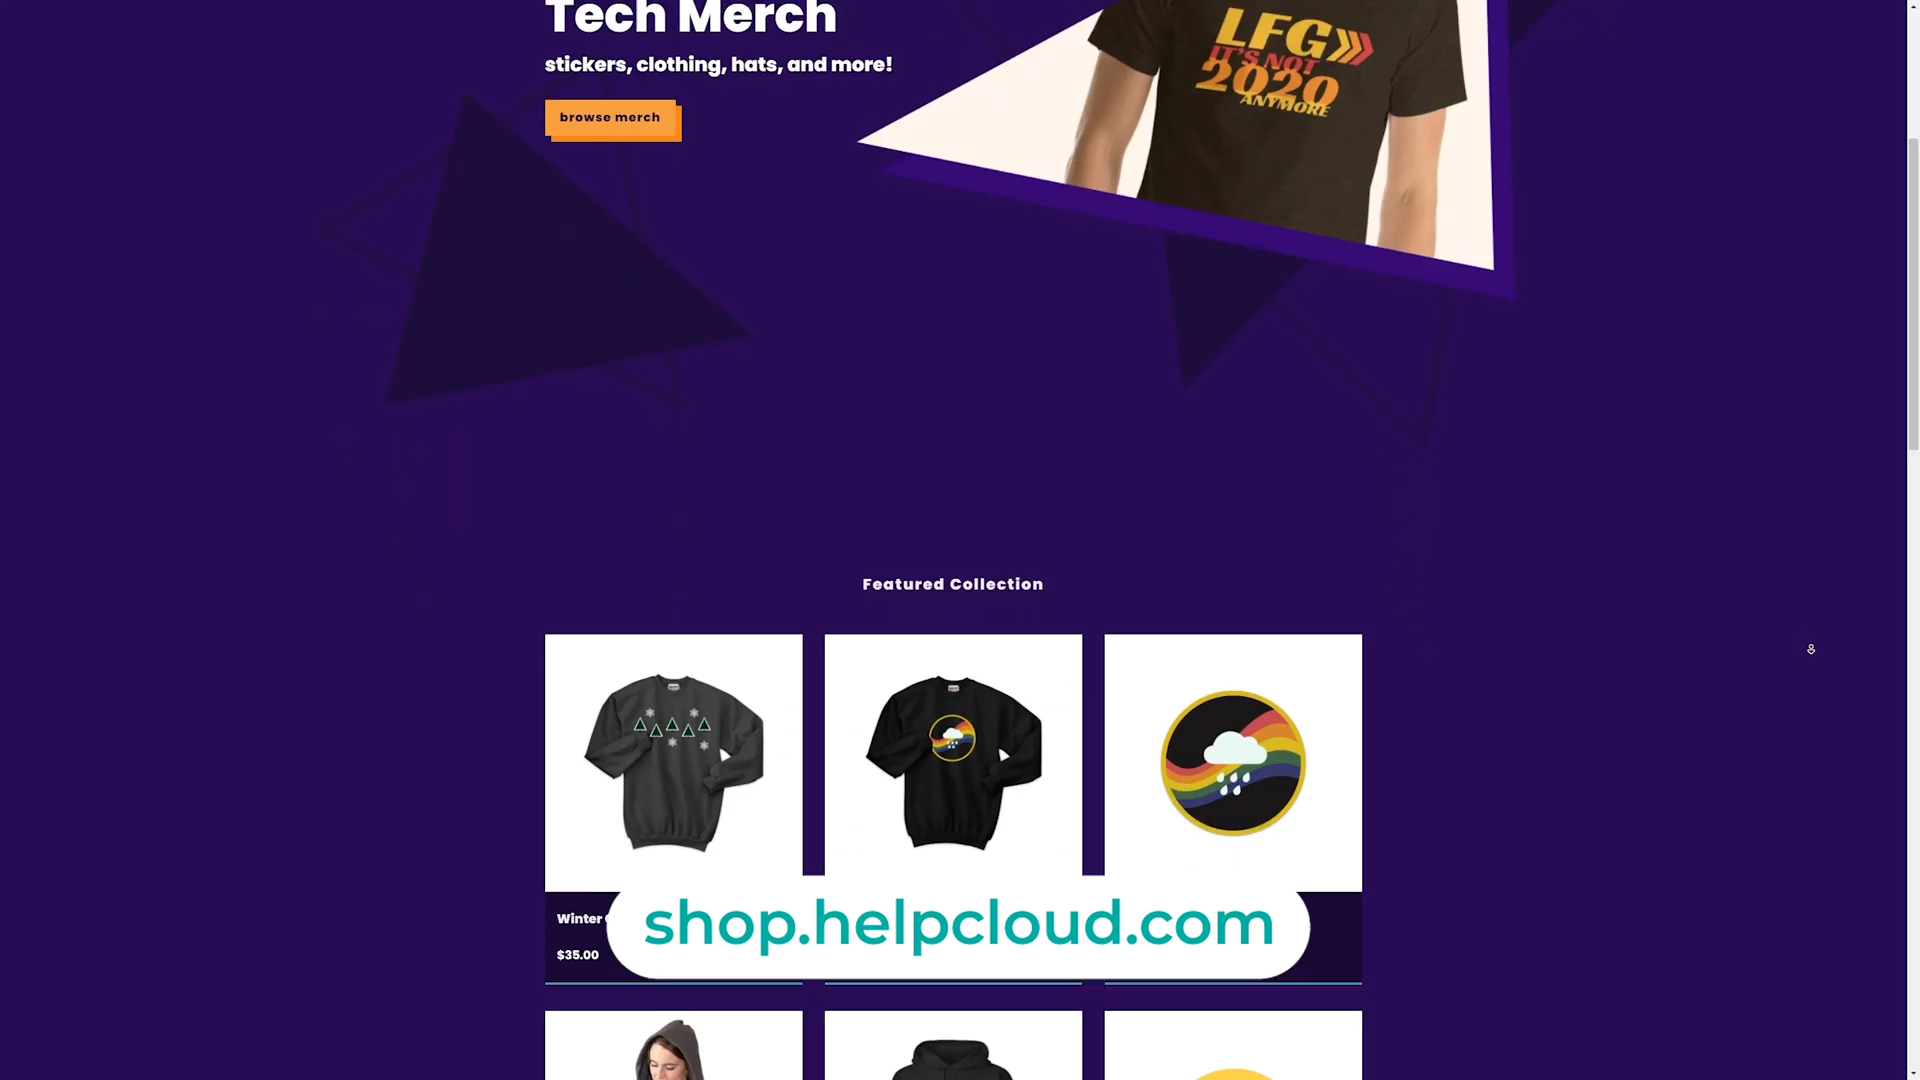 Tech Merch
stickers, clothing, hats, and more!
browse merch
LFG
IT'S NOT
2020
ANYMORE
Featured Collection
Winter
$35.00
shop.helpcloud.com